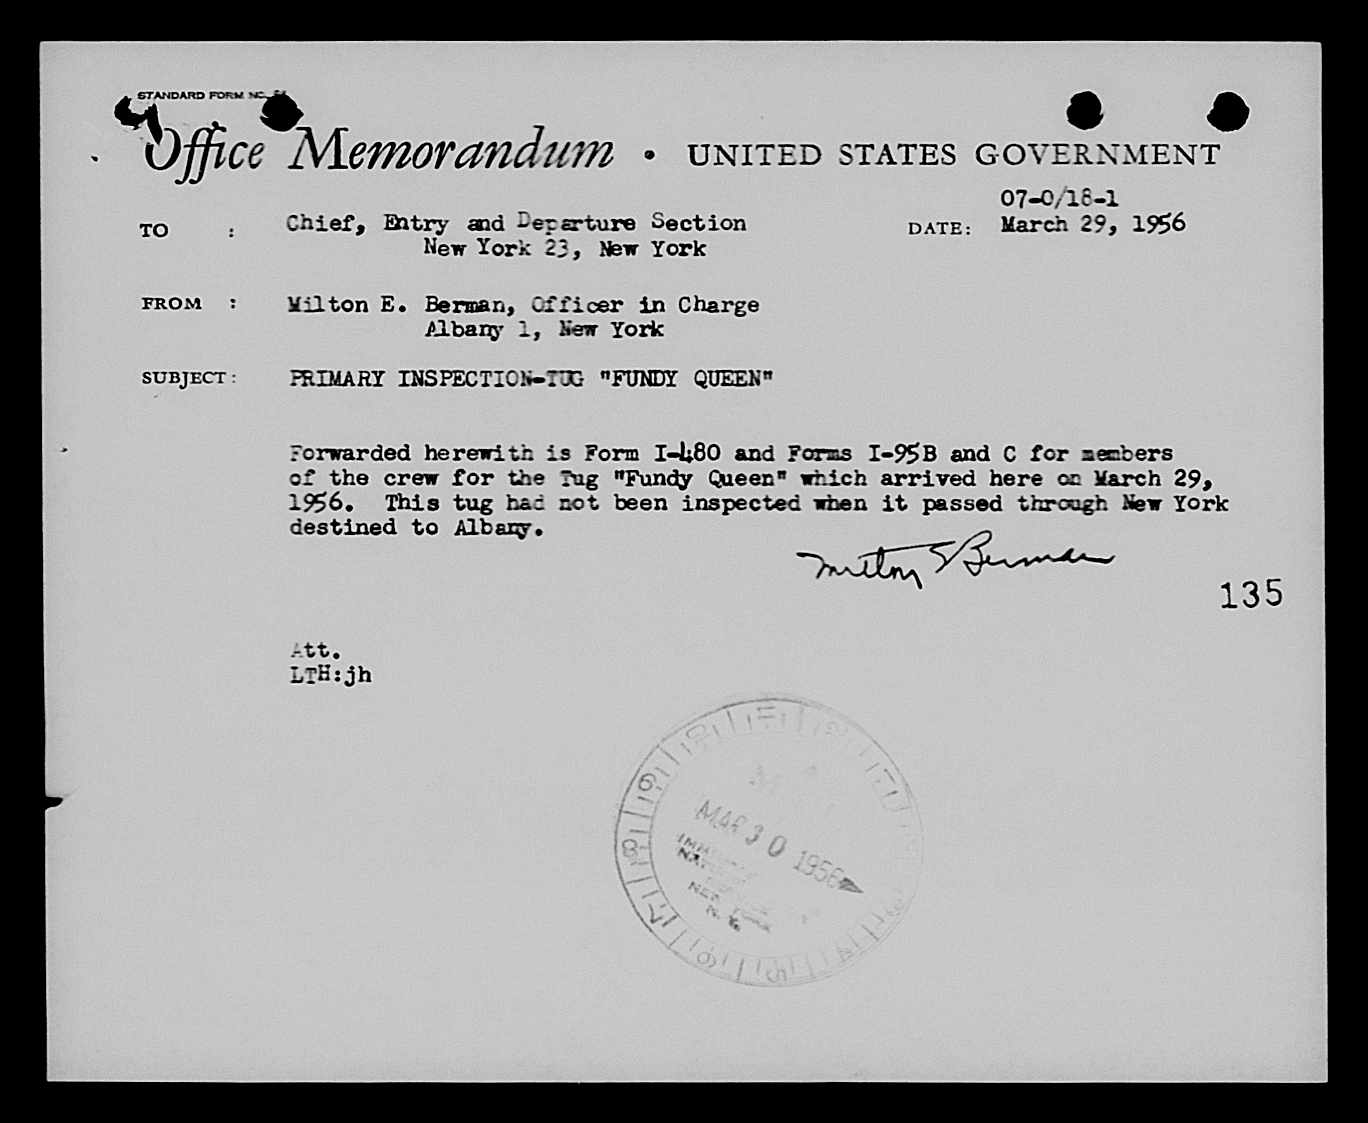 STANDARD FORM NO. 64
Office Memorandum • UNITED STATES GOVERNMENT
07-0/18-1
TO : Chief, Entry and Departure Section DATE: March 29, 1956
New York 23, New York
FROM : Milton E. Berman, Officer in Charge
Albany 1, New York
SUBJECT: PRIMARY INSPECTION-TUG "FUNDY QUEEN"
Forwarded herewith is Form I-480 and Forms I-95B and C for members
of the crew for the Tug "Fundy Queen" which arrived here on March 29,
1956. This tug had not been inspected when it passed through New York
destined to Albany.
Milton E Berman
135
Att.
LTH:jh
MAR 30 1956
NEW YORK
N. Y.